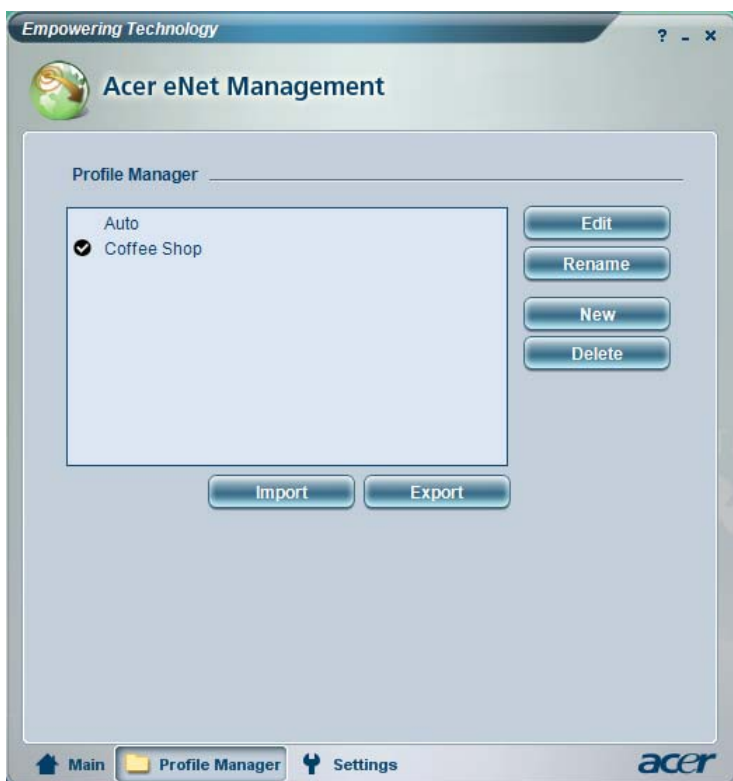 Empowering Technology
? - ×
Acer eNet Management
Profile Manager
Auto
Coffee Shop
Edit
Rename
New
Delete
Import
Export
Main
Profile Manager
Settings
acer